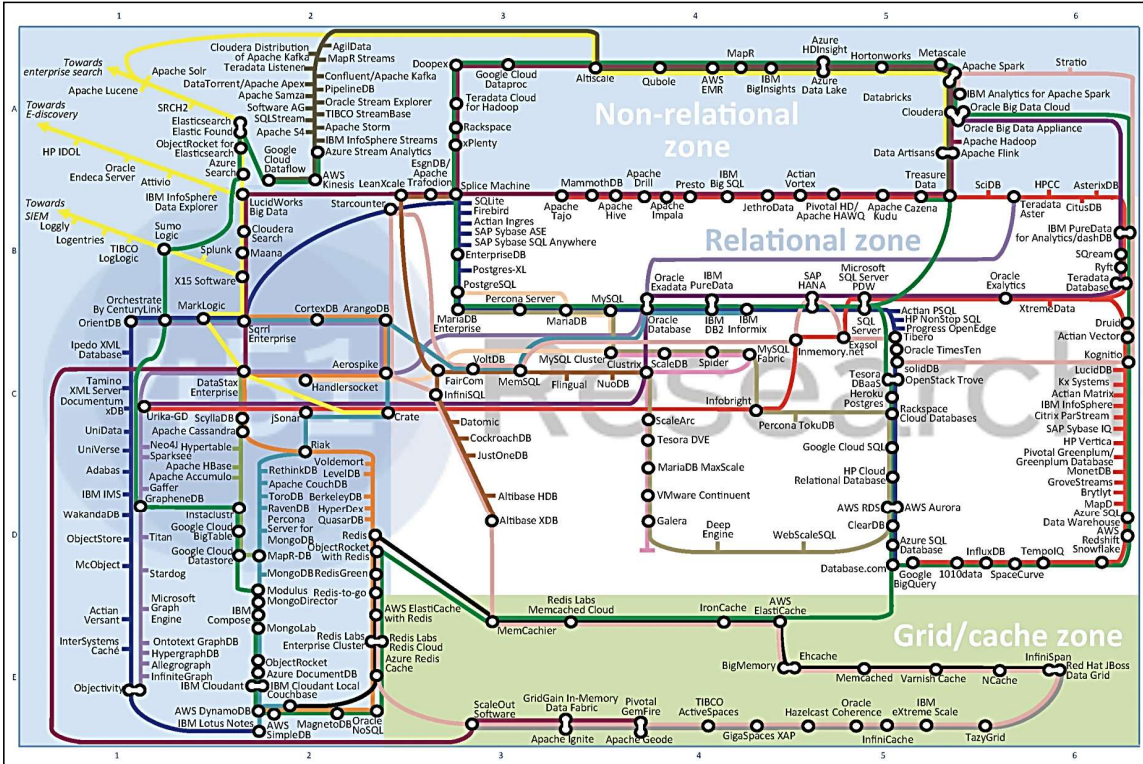 1
2
3
4
5
6
A
B
C
D
E
Non-relational
zone
Relational zone
Grid/cache zone
451 Research
Towards
enterprise search
Apache Solr
Apache Lucene
Towards
E-discovery
HP IDOL
Oracle
Endeca Server
Attivio
IBM InfoSphere
Data Explorer
Towards
SIEM
Loggly
Logentries
TIBCO
LogLogic
Sumo
Logic
Splunk
X15 Software
Cloudera Distribution
of Apache Kafka
Teradata Listener
DataTorrent/Apache Apex
Apache Samza
Software AG
SQLStream
Apache S4
AgilData
MapR Streams
Confluent/Apache Kafka
PipelineDB
Oracle Stream Explorer
TIBCO StreamBase
Apache Storm
IBM InfoSphere Streams
Azure Stream Analytics
SRCH2
Elasticsearch
Elastic Found
ObjectRocket for
Elasticsearch
Azure
Search
Google
Cloud
Dataflow
AWS
Kinesis
LucidWorks
Big Data
Cloudera
Search
Maana
LeanXcale
Starcounter
EsgnDB/
Apache
Trafodion
Splice Machine
Doopex
Google Cloud
Dataproc
Teradata Cloud
for Hadoop
Rackspace
xPlenty
Altiscale
Qubole
MapR
AWS
EMR
IBM
BigInsights
Azure
HDInsight
Azure
Data Lake
Hortonworks
Metascale
Apache Spark
Stratio
IBM Analytics for Apache Spark
Databricks
Cloudera
Oracle Big Data Cloud
Oracle Big Data Appliance
Apache Hadoop
Data Artisans
Apache Flink
Treasure
Data
Apache
Tajo
MammothDB
Apache
Hive
Apache
Drill
Apache
Impala
Presto
IBM
Big SQL
JethroData
Actian
Vortex
Pivotal HD/
Apache HAWQ
Apache
Kudu
Cazena
SciDB
HPCC
AsterixDB
Teradata
Aster
CitusDB
SQLite
Firebird
Actian Ingres
SAP Sybase ASE
SAP Sybase SQL Anywhere
EnterpriseDB
Postgres-XL
PostgreSQL
MariaDB
Enterprise
Percona Server
MariaDB
MySQL
Oracle
Exadata
Oracle
Database
IBM
PureData
IBM
DB2
IBM
Informix
SAP
HANA
Microsoft
SQL Server
PDW
SQL
Server
Exasol
Inmemory.net
Oracle
Exalytics
XtremeData
IBM PureData
for Analytics/dashDB
SQream
Ryft
Teradata
Database
Druid
Actian Vector
Kognitio
LucidDB
Kx Systems
Actian Matrix
IBM InfoSphere
Citrix ParStream
SAP Sybase IQ
HP Vertica
Pivotal Greenplum/
Greenplum Database
MonetDB
GroveStreams
Brytlyt
MapD
Azure SQL
Data Warehouse
AWS
Redshift
Snowflake
Actian PSQL
HP NonStop SQL
Progress OpenEdge
Tibero
Oracle TimesTen
solidDB
Tesora
DBaaS
OpenStack Trove
Heroku
Postgres
Rackspace
Cloud Databases
Google Cloud SQL
HP Cloud
Relational Database
AWS RDS
AWS Aurora
ClearDB
Azure SQL
Database
Database.com
Google
BigQuery
1010data
InfluxDB
SpaceCurve
TempoIQ
Orchestrate
By CenturyLink
OrientDB
MarkLogic
Sqrrl
Enterprise
CortexDB
ArangoDB
Ipedo XML
Database
Tamino
XML Server
Documentum
xDB
Urika-GD
UniData
UniVerse
Adabas
IBM IMS
WakandaDB
ObjectStore
McObject
Actian
Versant
InterSystems
Caché
Objectivity
Neo4J
Sparksee
Gaffer
GrapheneDB
Titan
Stardog
Microsoft
Graph
Engine
Ontotext GraphDB
HypergraphDB
Allegrograph
InfiniteGraph
DataStax
Enterprise
ScyllaDB
Apache Cassandra
Hypertable
Apache HBase
Apache Accumulo
Instaclustr
Google Cloud
BigTable
Google Cloud
Datastore
MapR-DB
Aerospike
Handlersocket
jSonar
Crate
Riak
RethinkDB
Apache CouchDB
ToroDB
RavenDB
Percona
Server for
MongoDB
MongoDB
Modulus
MongoDirector
IBM
Compose
MongoLab
ObjectRocket
Azure DocumentDB
IBM Cloudant
IBM Cloudant Local
Couchbase
AWS DynamoDB
IBM Lotus Notes
AWS
SimpleDB
MagnetoDB
Oracle
NoSQL
Voldemort
LevelDB
BerkeleyDB
HyperDex
QuasarDB
Redis
ObjectRocket
with Redis
RedisGreen
Redis-to-go
AWS ElastiCache
with Redis
Redis Labs
Enterprise Cluster
Redis Labs
Redis Cloud
Azure Redis
Cache
VoltDB
FairCom
InfiniSQL
MemSQL
MySQL Cluster
Clustrix
Flingual
NuoDB
ScaleDB
Spider
MySQL
Fabric
Infobright
Percona TokuDB
Datomic
CockroachDB
JustOneDB
Altibase HDB
Altibase XDB
ScaleArc
Tesora DVE
MariaDB MaxScale
VMware Continuent
Galera
Deep
Engine
WebScaleSQL
MemCachier
Redis Labs
Memcached Cloud
IronCache
AWS
ElastiCache
BigMemory
Ehcache
Memcached
Varnish Cache
NCache
InfiniSpan
Red Hat JBoss
Data Grid
ScaleOut
Software
GridGain In-Memory
Data Fabric
Apache Ignite
Pivotal
GemFire
Apache Geode
TIBCO
ActiveSpaces
GigaSpaces XAP
Hazelcast
Oracle
Coherence
InfiniCache
IBM
eXtreme Scale
TazyGrid
1
2
3
4
5
6